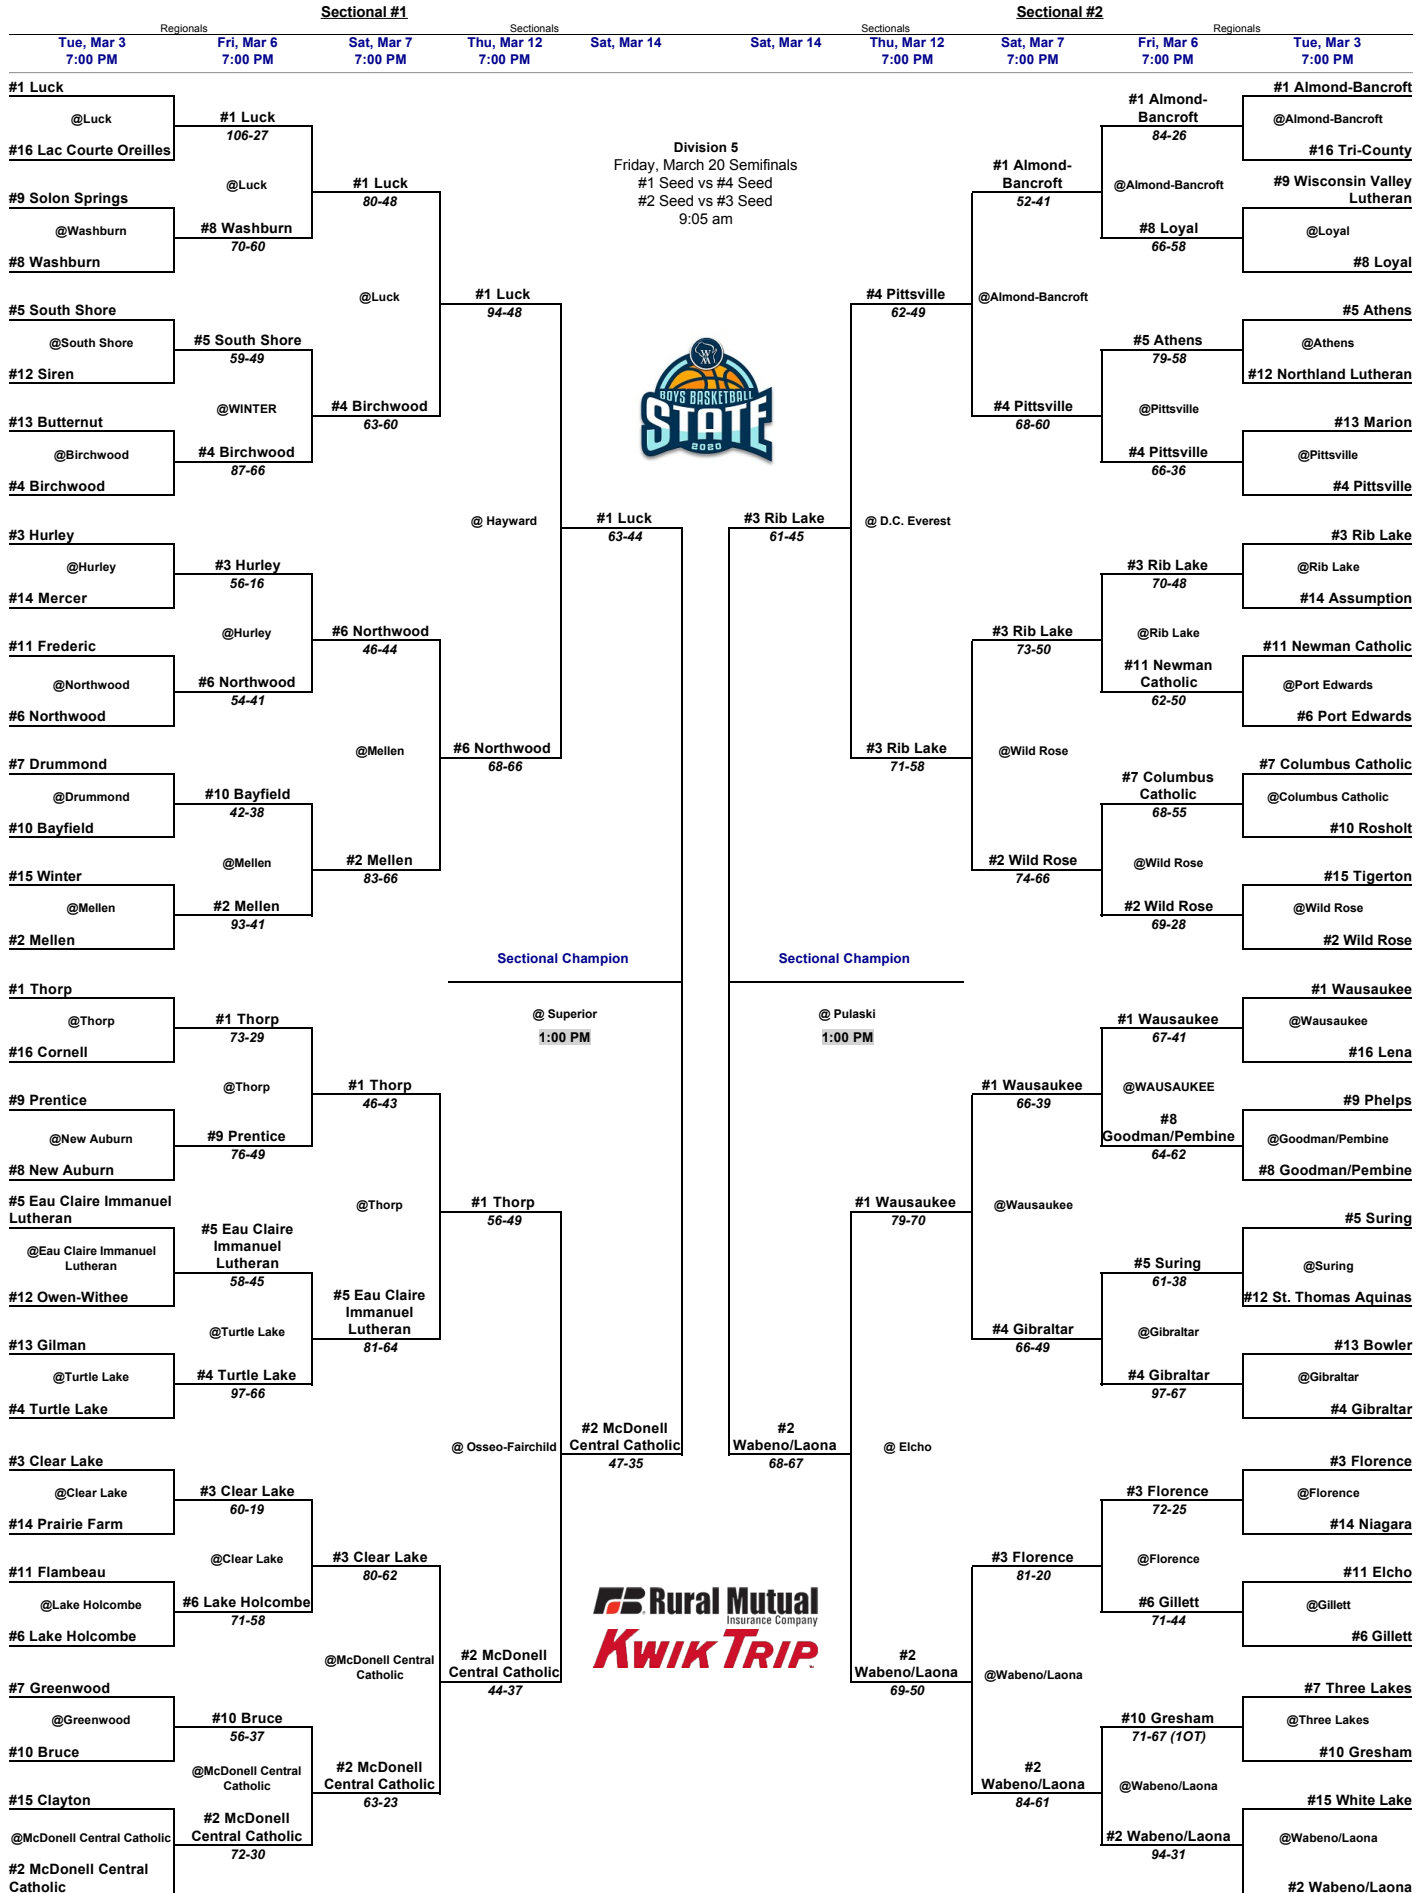 Sectional #1
Sectional #2
Regionals
Sectionals
Sectionals
Regionals
Tue, Mar 3
7:00 PM
Fri, Mar 6
7:00 PM
Sat, Mar 7
7:00 PM
Thu, Mar 12
7:00 PM
Sat, Mar 14
Sat, Mar 14
Thu, Mar 12
7:00 PM
Sat, Mar 7
7:00 PM
Fri, Mar 6
7:00 PM
Tue, Mar 3
7:00 PM
#1 Luck
@Luck
#16 Lac Courte Oreilles
#9 Solon Springs
@Washburn
#8 Washburn
#5 South Shore
@South Shore
#12 Siren
#13 Butternut
@Birchwood
#4 Birchwood
#3 Hurley
@Hurley
#14 Mercer
#11 Frederic
@Northwood
#6 Northwood
#7 Drummond
@Drummond
#10 Bayfield
#15 Winter
@Mellen
#2 Mellen
#1 Thorp
@Thorp
#16 Cornell
#9 Prentice
@New Auburn
#8 New Auburn
#5 Eau Claire Immanuel
Lutheran
@Eau Claire Immanuel
Lutheran
#12 Owen-Withee
#13 Gilman
@Turtle Lake
#4 Turtle Lake
#3 Clear Lake
@Clear Lake
#14 Prairie Farm
#11 Flambeau
@Lake Holcombe
#6 Lake Holcombe
#7 Greenwood
@Greenwood
#10 Bruce
#15 Clayton
@McDonell Central Catholic
#2 McDonell Central
Catholic
#1 Luck
106-27
@Luck
#8 Washburn
70-60
#5 South Shore
59-49
@WINTER
#4 Birchwood
87-66
#3 Hurley
56-16
@Hurley
#6 Northwood
54-41
#10 Bayfield
42-38
@Mellen
#2 Mellen
93-41
#1 Thorp
73-29
@Thorp
#9 Prentice
76-49
#5 Eau Claire
Immanuel
Lutheran
58-45
@Turtle Lake
#4 Turtle Lake
97-66
#3 Clear Lake
60-19
@Clear Lake
#6 Lake Holcombe
71-58
#10 Bruce
56-37
@McDonell Central
Catholic
#2 McDonell
Central Catholic
72-30
#1 Luck
80-48
@Luck
#4 Birchwood
63-60
#6 Northwood
46-44
@Mellen
#2 Mellen
83-66
#1 Thorp
46-43
@Thorp
#5 Eau Claire
Immanuel
Lutheran
81-64
#3 Clear Lake
80-62
@McDonell Central
Catholic
#2 McDonell
Central Catholic
63-23
#1 Luck
94-48
@ Hayward
#6 Northwood
68-66
#1 Thorp
56-49
@ Osseo-Fairchild
#2 McDonell
Central Catholic
44-37
#1 Luck
63-44
Sectional Champion
@ Superior
1:00 PM
#2 McDonell
Central Catholic
47-35
Division 5
Friday, March 20 Semifinals
#1 Seed vs #4 Seed
#2 Seed vs #3 Seed
9:05 am
WIAA
BOYS BASKETBALL
STATE
2020
Rural Mutual
Insurance Company
KWIK TRIP
#3 Rib Lake
61-45
Sectional Champion
@ Pulaski
1:00 PM
#2
Wabeno/Laona
68-67
#4 Pittsville
62-49
@ D.C. Everest
#3 Rib Lake
71-58
#1 Wausaukee
79-70
@ Elcho
#2
Wabeno/Laona
69-50
#1 Almond-
Bancroft
52-41
@Almond-Bancroft
#4 Pittsville
68-60
#3 Rib Lake
73-50
@Wild Rose
#2 Wild Rose
74-66
#1 Wausaukee
66-39
@Wausaukee
#4 Gibraltar
66-49
#3 Florence
81-20
@Wabeno/Laona
#2
Wabeno/Laona
84-61
#1 Almond-
Bancroft
84-26
@Almond-Bancroft
#8 Loyal
66-58
#5 Athens
79-58
@Pittsville
#4 Pittsville
66-36
#3 Rib Lake
70-48
@Rib Lake
#11 Newman
Catholic
62-50
#7 Columbus
Catholic
68-55
@Wild Rose
#2 Wild Rose
69-28
#1 Wausaukee
67-41
@WAUSAUKEE
#8
Goodman/Pembine
64-62
#5 Suring
61-38
@Gibraltar
#4 Gibraltar
97-67
#3 Florence
72-25
@Florence
#6 Gillett
71-44
#10 Gresham
71-67 (1OT)
@Wabeno/Laona
#2 Wabeno/Laona
94-31
#1 Almond-Bancroft
@Almond-Bancroft
#16 Tri-County
#9 Wisconsin Valley
Lutheran
@Loyal
#8 Loyal
#5 Athens
@Athens
#12 Northland Lutheran
#13 Marion
@Pittsville
#4 Pittsville
#3 Rib Lake
@Rib Lake
#14 Assumption
#11 Newman Catholic
@Port Edwards
#6 Port Edwards
#7 Columbus Catholic
@Columbus Catholic
#10 Rosholt
#15 Tigerton
@Wild Rose
#2 Wild Rose
#1 Wausaukee
@Wausaukee
#16 Lena
#9 Phelps
@Goodman/Pembine
#8 Goodman/Pembine
#5 Suring
@Suring
#12 St. Thomas Aquinas
#13 Bowler
@Gibraltar
#4 Gibraltar
#3 Florence
@Florence
#14 Niagara
#11 Elcho
@Gillett
#6 Gillett
#7 Three Lakes
@Three Lakes
#10 Gresham
#15 White Lake
@Wabeno/Laona
#2 Wabeno/Laona